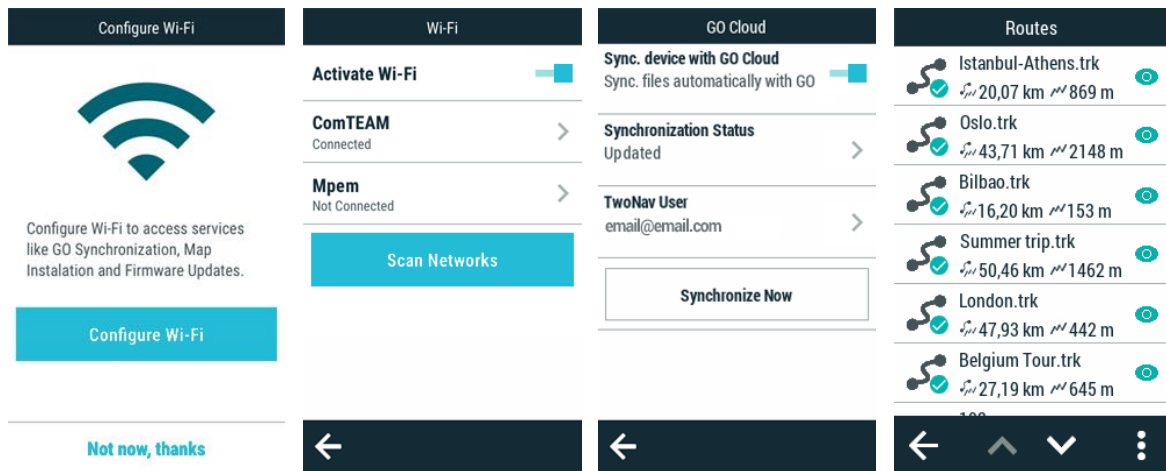 Configure Wi-Fi
Configure Wi-Fi to access services
like GO Synchronization, Map
Instalation and Firmware Updates.
Configure Wi-Fi
Not now, thanks
Wi-Fi
Activate Wi-Fi
ComTEAM
Connected
Mpem
Not Connected
Scan Networks
GO Cloud
Sync. device with GO Cloud
Sync. files automatically with GO
Synchronization Status
Updated
TwoNav User
email@email.com
Synchronize Now
Routes
Istanbul-Athens.trk
20,07 km 869 m
Oslo.trk
43,71 km 2148 m
Bilbao.trk
16,20 km 153 m
Summer trip.trk
50,46 km 1462 m
London.trk
47,93 km 442 m
Belgium Tour.trk
27,19 km 645 m